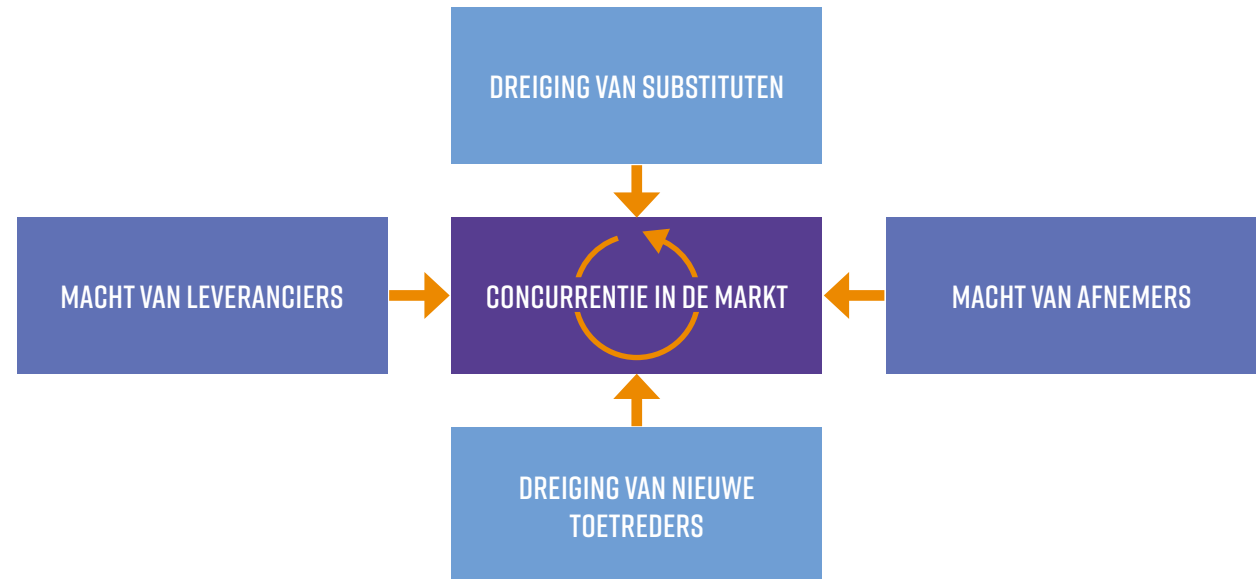 DREIGING VAN SUBSTITUTEN
MACHT VAN LEVERANCIERS
CONCURRENTIE IN DE MARKT
MACHT VAN AFNEMERS
DREIGING VAN NIEUWE
TOETREDERS